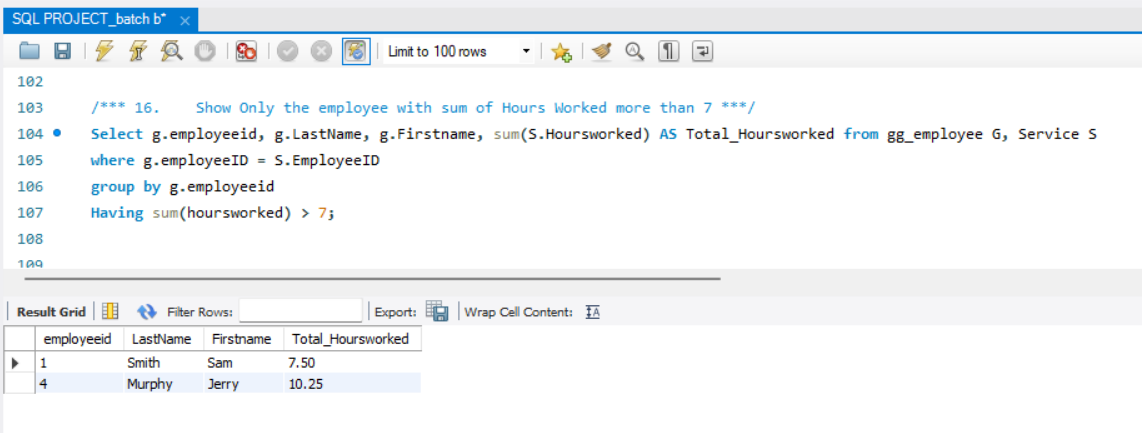 SQL PROJECT_batch b* ×
Limit to 100 rows
102
103 /*** 16. Show Only the employee with sum of Hours Worked more than 7 ***/
104 Select g.employeeid, g.LastName, g.Firstname, sum(S.Hoursworked) AS Total_Hoursworked from gg_employee G, Service S
105 where g.employeeID = S.EmployeeID
106 group by g.employeeid
107 Having sum(hoursworked) > 7;
108
109
Result Grid Filter Rows: Export: Wrap Cell Content: IA
employeeid LastName Firstname Total_Hoursworked
1 Smith Sam 7.50
4 Murphy Jerry 10.25